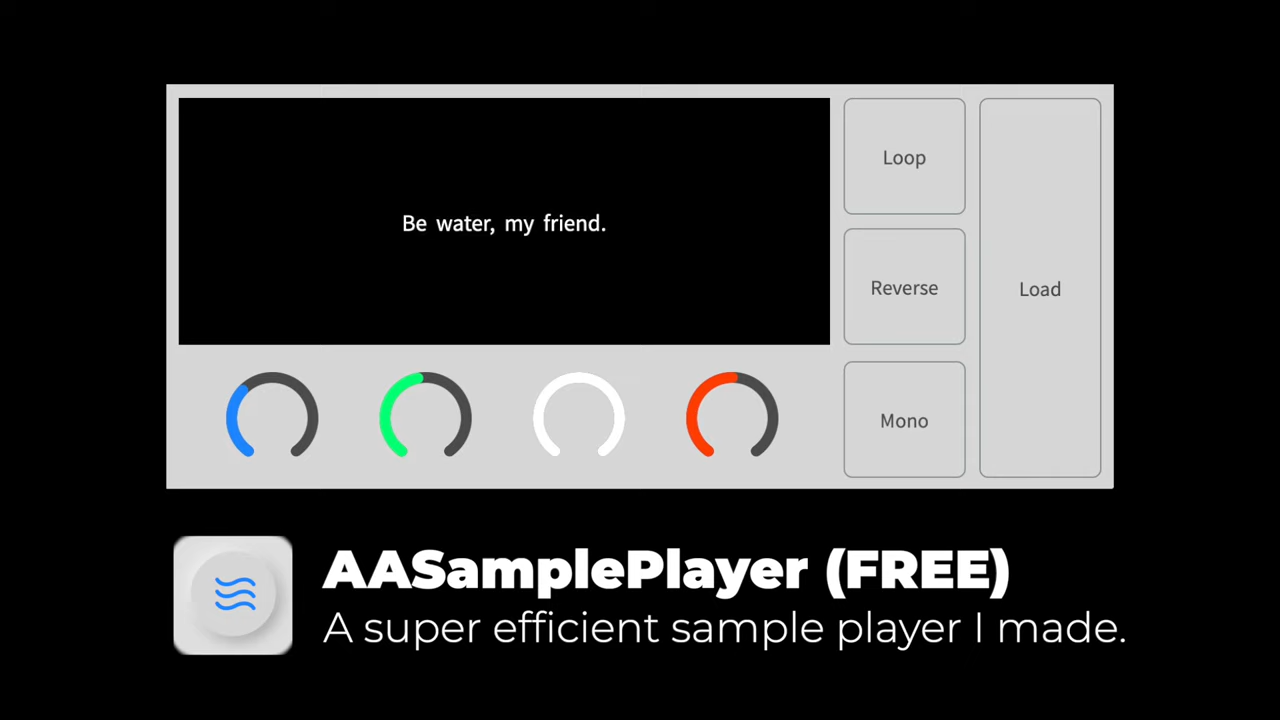 Be water, my friend.
Loop
Reverse
Mono
Load
AASamplePlayer (FREE)
A super efficient sample player I made.